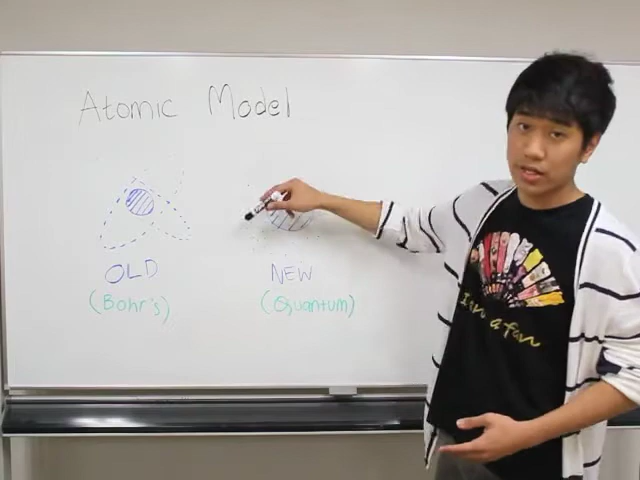 Atomic Model
OLD
(Bohr's)
NEW
(Quantum)
I'm a fan